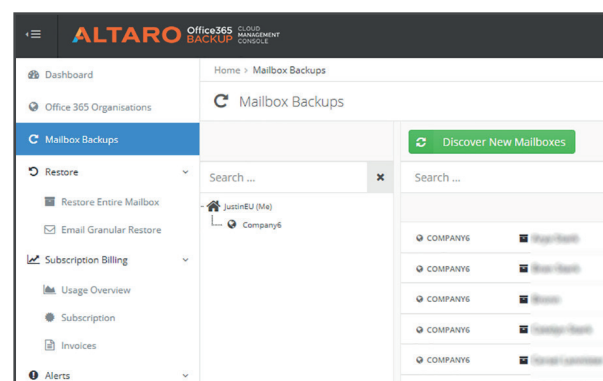 ALTARO Office365 BACKUP CLOUD MANAGEMENT CONSOLE
Dashboard
Office 365 Organisations
Mailbox Backups
Restore
Restore Entire Mailbox
Email Granular Restore
Subscription Billing
Usage Overview
Subscription
Invoices
Alerts
Home > Mailbox Backups
Mailbox Backups
Search ...
JustinEU (Me)
Company6
Discover New Mailboxes
Search ...
COMPANY6
COMPANY6
COMPANY6
COMPANY6
COMPANY6